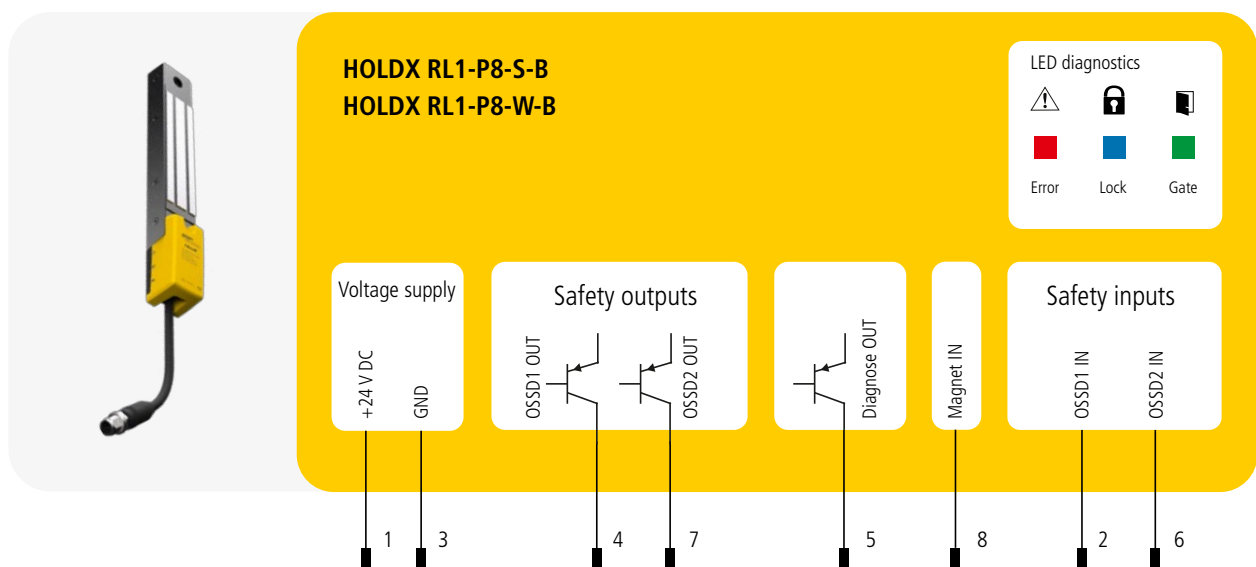 HOLDX RL1-P8-S-B
HOLDX RL1-P8-W-B
LED diagnostics
Error
Lock
Gate
Voltage supply
+24 V DC
GND
Safety outputs
OSSD1 OUT
OSSD2 OUT
Diagnose OUT
Magnet IN
Safety inputs
OSSD1 IN
OSSD2 IN
1
3
4
7
5
8
2
6